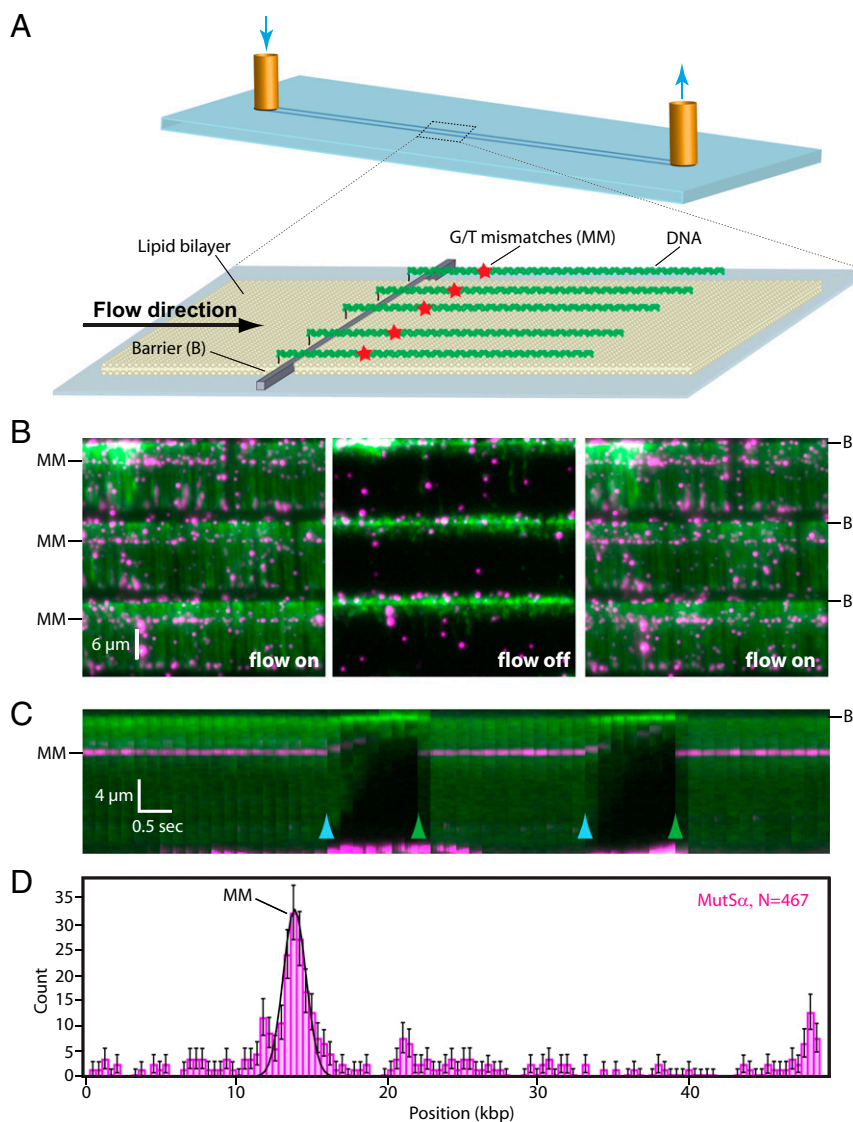 A
Lipid bilayer
G/T mismatches (MM)
DNA
Flow direction
Barrier (B)
B
MM
MM
MM
6 μm
flow on
flow off
flow on
B
B
B
C
MM
4 μm
0.5 sec
B
D
MM
MutSα, N=467
Count
35
30
25
20
15
10
5
0
0 10 20 30 40
Position (kbp)